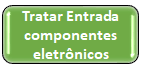 Tratar Entrada
componentes
eletrônicos